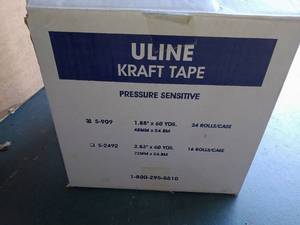 ULINE
KRAFT TAPE
PRESSURE SENSITIVE
S-909 1.88" x 60 YDS. 24 ROLLS/CASE
48MM x 54.8M
S-2492 2.83" x 60 YDS. 16 ROLLS/CASE
72MM x 54.8M
1-800-295-5510